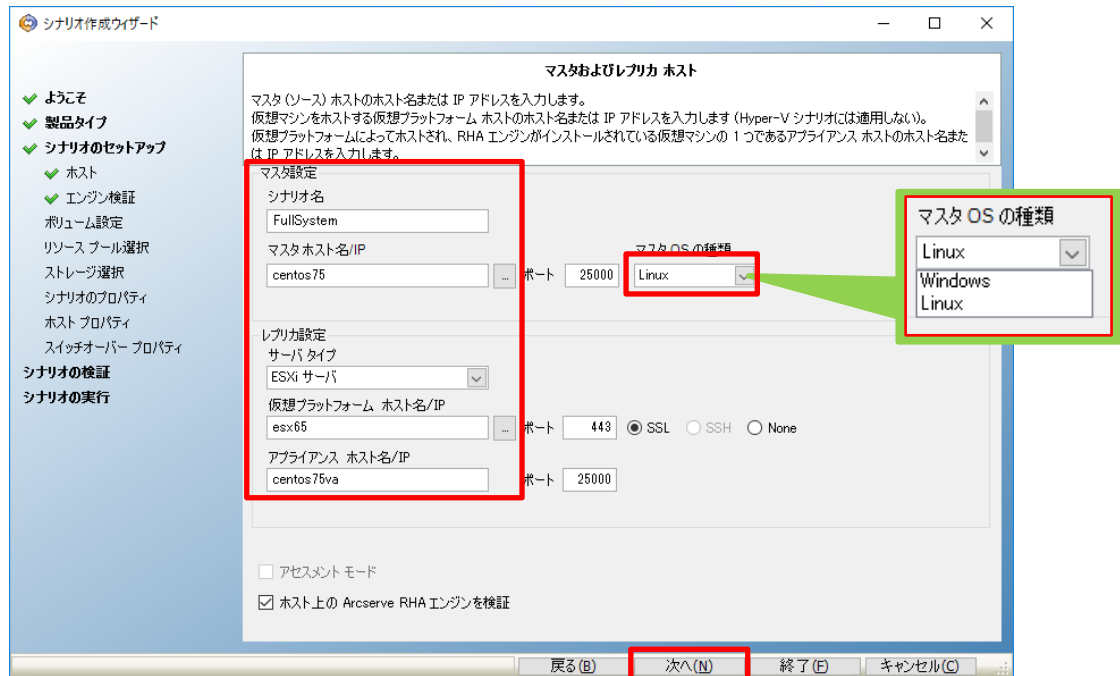 シナリオ作成ウィザード
マスタおよびレプリカ ホスト
マスタ (ソース) ホストのホスト名または IP アドレスを入力します。
仮想マシンをホストする仮想プラットフォーム ホストのホスト名または IP アドレスを入力します (Hyper-V シナリオには適用しない)。
仮想プラットフォームによってホストされ、RHA エンジンがインストールされている仮想マシンの 1 つであるアプライアンス ホストのホスト名また
は IP アドレスを入力します。
ようこそ
製品タイプ
シナリオのセットアップ
ホスト
エンジン検証
ボリューム設定
リソース プール選択
ストレージ選択
シナリオのプロパティ
ホスト プロパティ
スイッチオーバー プロパティ
シナリオの検証
シナリオの実行
マスタ設定
シナリオ名
FullSystem
マスタ ホスト名/IP
マスタ OS の種類
centos75 ... ポート 25000 Linux
レプリカ設定
サーバ タイプ
ESXi サーバ
仮想プラットフォーム ホスト名/IP
esx65 ... ポート 443 SSL SSH None
アプライアンス ホスト名/IP
centos75va ポート 25000
アセスメント モード
ホスト上の Arcserve RHA エンジンを検証
戻る(B) 次へ(N) 終了(F) キャンセル(C)
マスタ OS の種類
Linux
Windows
Linux